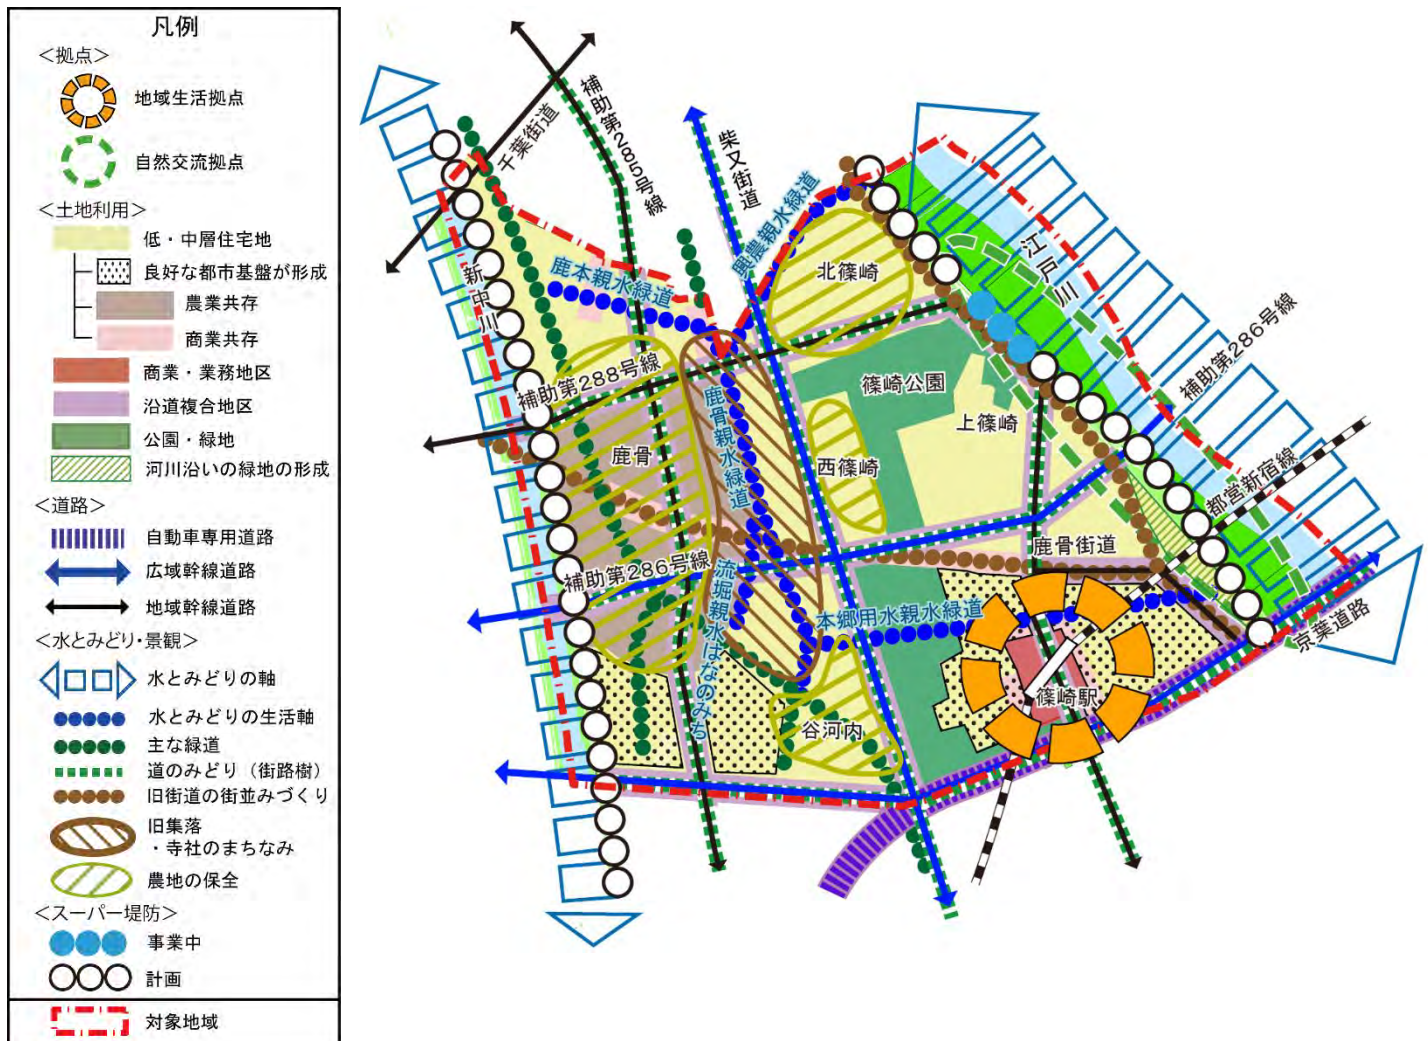 凡例
＜拠点＞
地域生活拠点
自然交流拠点
＜土地利用＞
低・中層住宅地
良好な都市基盤が形成
農業共存
商業共存
商業・業務地区
沿道複合地区
公園・緑地
河川沿いの緑地の形成
＜道路＞
自動車専用道路
広域幹線道路
地域幹線道路
＜水とみどり・景観＞
水とみどりの軸
水とみどりの生活軸
主な緑道
道のみどり（街路樹）
旧街道の街並みづくり
旧集落
・寺社のまちなみ
農地の保全
＜スーパー堤防＞
事業中
計画
対象地域
千葉街道
補助第285号線
柴又街道
興農親水緑道
鹿本親水緑道
新中川
北篠崎
江戸川
補助第286号線
補助第288号線
篠崎公園
上篠崎
鹿骨親水緑道
鹿骨
西篠崎
都営新宿線
鹿骨街道
補助第286号線
流堀親水はなのみち
本郷用水親水緑道
京葉道路
篠崎駅
谷河内